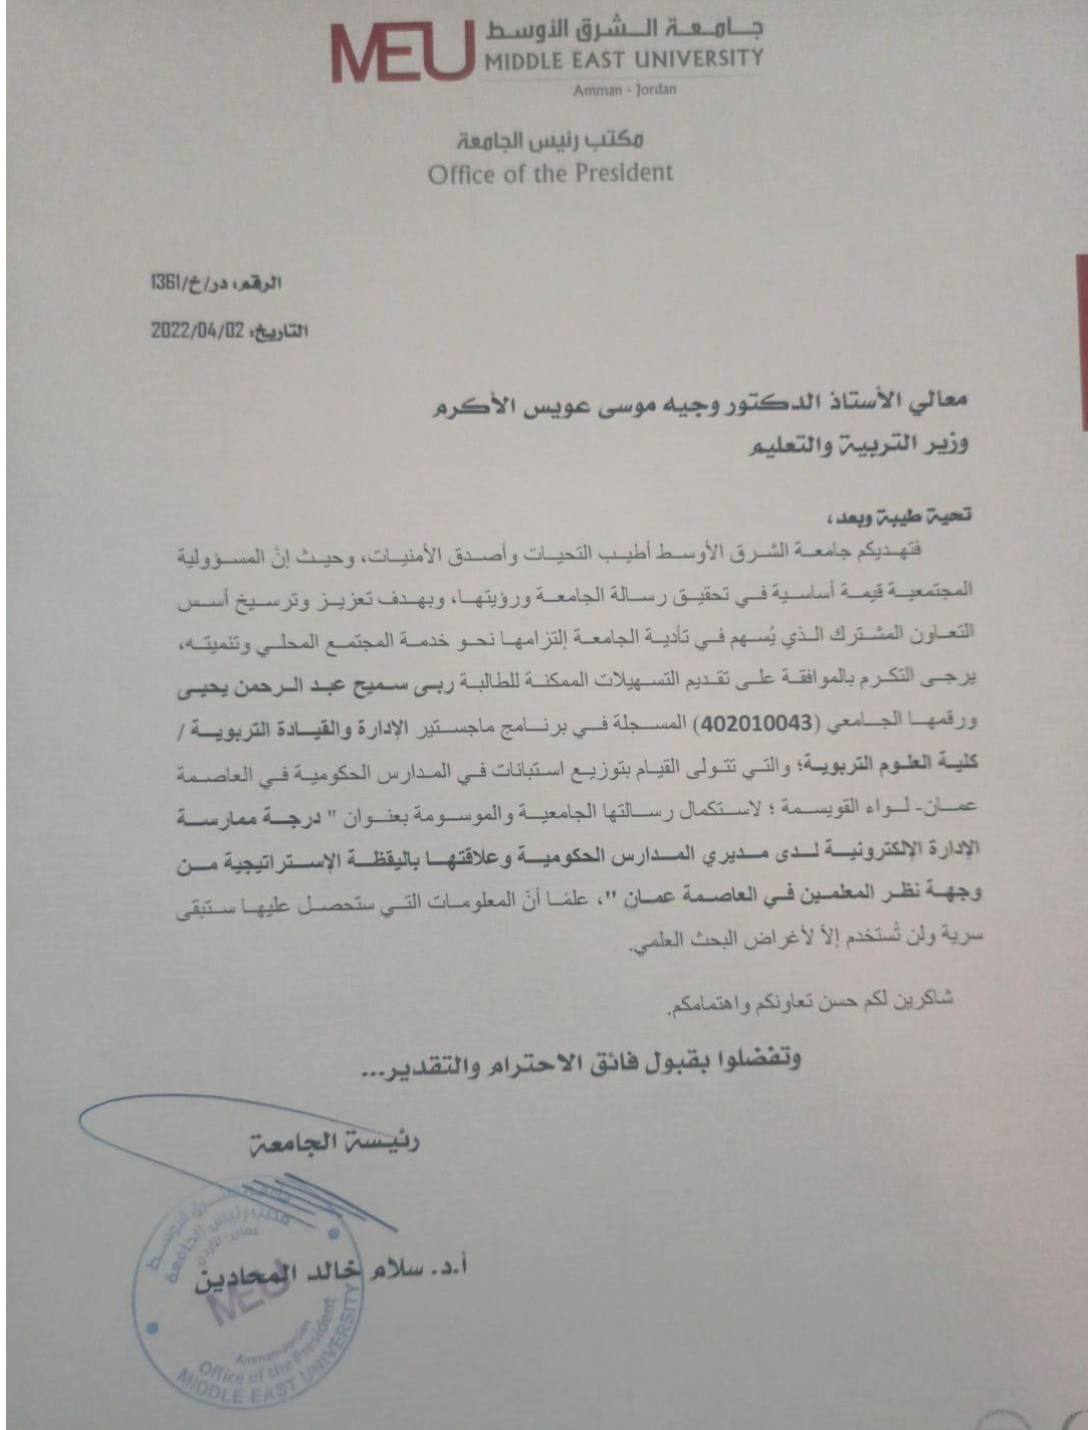 جامعة الشرق الأوسط
MEU
MIDDLE EAST UNIVERSITY
Amman - Jordan
مكتب رئيس الجامعة
Office of the President
الرقم: در/خ/1361
التاريخ: 2022/04/02
معالي الأستاذ الدكتور وجيه موسى عويس الأكرم
وزير التربية والتعليم
تحية طيبة وبعد،
فتهديكم جامعة الشرق الأوسط أطيب التحيات وأصدق الأمنيات، وحيث إنّ المسؤولية
المجتمعية قيمة أساسية في تحقيق رسالة الجامعة ورؤيتها، وبهدف تعزيز وترسيخ أسس
التعاون المشترك الذي يُسهم في تأدية الجامعة إلتزامها نحو خدمة المجتمع المحلي وتنميته،
يرجى التكرم بالموافقة على تقديم التسهيلات الممكنة للطالبة ربى سميح عبد الرحمن يحيى
ورقمها الجامعي (402010043) المسجلة في برنامج ماجستير الإدارة والقيادة التربوية /
كلية العلوم التربوية؛ والتي تتولى القيام بتوزيع استبانات في المدارس الحكومية في العاصمة
عمان- لواء القويسمة ؛ لاستكمال رسالتها الجامعية والموسومة بعنوان " درجة ممارسة
الإدارة الإلكترونية لدى مديري المدارس الحكومية وعلاقتها باليقظة الإستراتيجية من
وجهة نظر المعلمين في العاصمة عمان "، علمًا أنّ المعلومات التي ستحصل عليها ستبقى
سرية ولن تُستخدم إلاّ لأغراض البحث العلمي.
شاكرين لكم حسن تعاونكم واهتمامكم.
وتفضلوا بقبول فائق الاحترام والتقدير...
رئيسة الجامعة
أ.د. سلام خالد المحادين
مكتب رئيس الجامعة
عمان - الأردن
MEU
Amman-Jordan
Office of the President
MIDDLE EAST UNIVERSITY